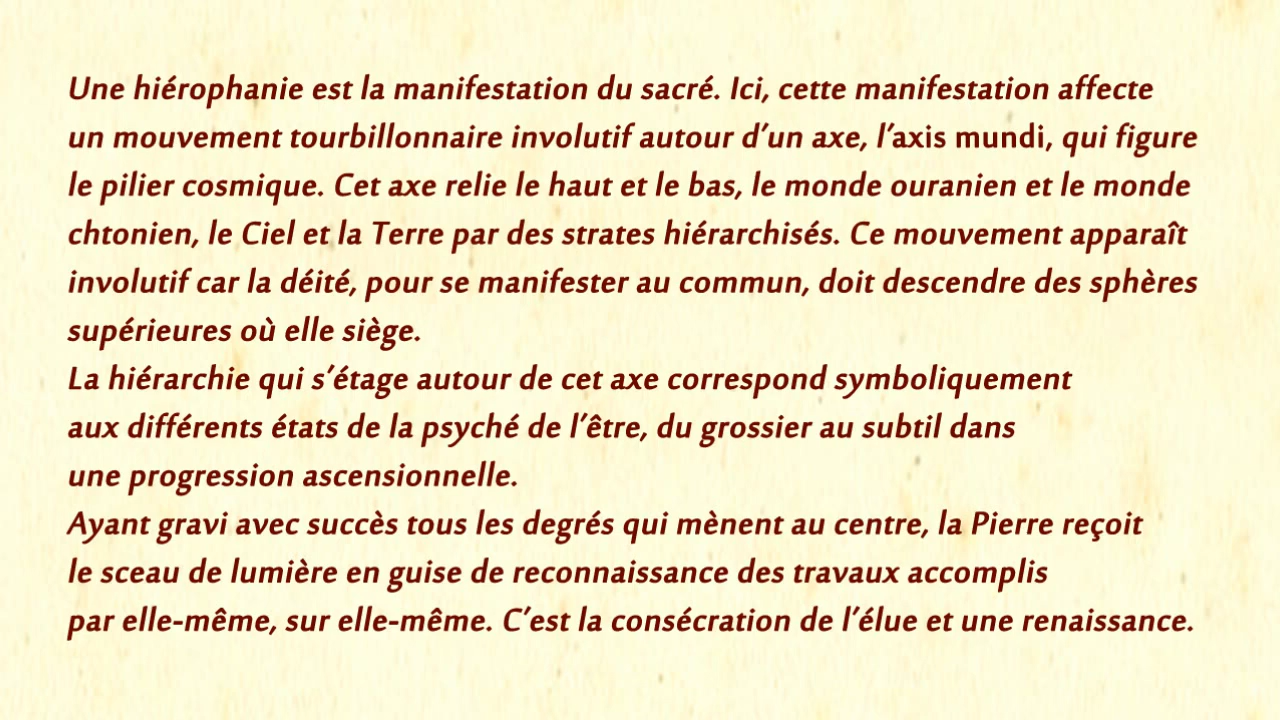 Une hiérophanie est la manifestation du sacré. Ici, cette manifestation affecte
un mouvement tourbillonnaire involutif autour d’un axe, l’axis mundi, qui figure
le pilier cosmique. Cet axe relie le haut et le bas, le monde ouranien et le monde
chtonien, le Ciel et la Terre par des strates hiérarchisés. Ce mouvement apparaît
involutif car la déité, pour se manifester au commun, doit descendre des sphères
supérieures où elle siège.
La hiérarchie qui s’étage autour de cet axe correspond symboliquement
aux différents états de la psyché de l’être, du grossier au subtil dans
une progression ascensionnelle.
Ayant gravi avec succès tous les degrés qui mènent au centre, la Pierre reçoit
le sceau de lumière en guise de reconnaissance des travaux accomplis
par elle-même, sur elle-même. C’est la consécration de l’élue et une renaissance.